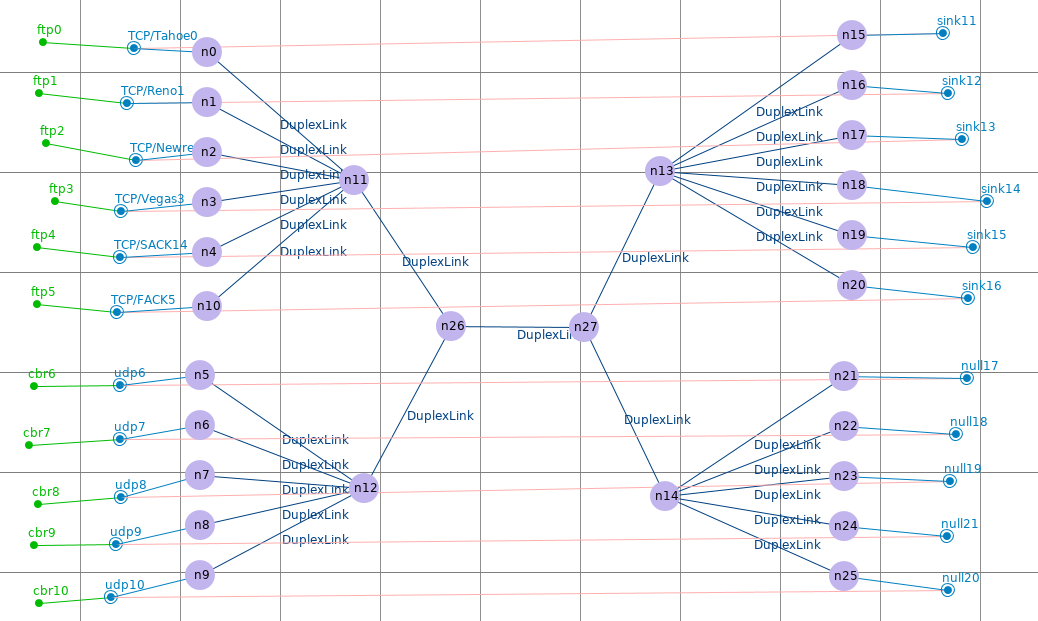 ftp0
TCP/Tahoe0
n0
n15
sink11
ftp1
TCP/Reno1
n1
n16
sink12
DuplexLink
DuplexLink
ftp2
TCP/Newre
n2
n17
sink13
DuplexLink
DuplexLink
DuplexLink
n11
n13
DuplexLink
ftp3
TCP/Vegas3
n3
n18
sink14
DuplexLink
DuplexLink
DuplexLink
DuplexLink
ftp4
TCP/SACK14
n4
n19
sink15
DuplexLink
DuplexLink
DuplexLink
DuplexLink
ftp5
TCP/FACK5
n10
n20
sink16
n26
n27
DuplexLin
cbr6
udp6
n5
n21
null17
DuplexLink
DuplexLink
cbr7
udp7
n6
n22
null18
DuplexLink
DuplexLink
DuplexLink
DuplexLink
cbr8
udp8
n7
n23
null19
DuplexLink
n12
n14
DuplexLink
cbr9
udp9
n8
n24
null21
DuplexLink
DuplexLink
DuplexLink
DuplexLink
cbr10
udp10
n9
n25
null20